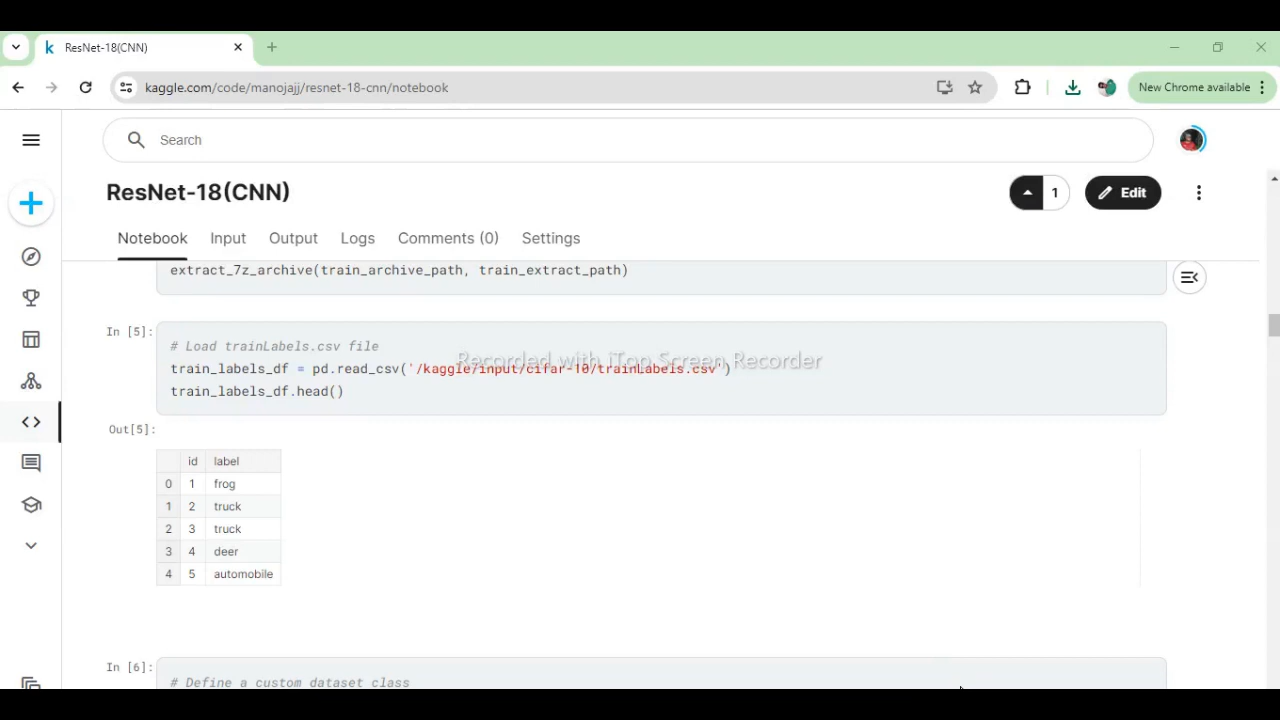 ResNet-18(CNN)
kaggle.com/code/manojajj/resnet-18-cnn/notebook
New Chrome available
Search
ResNet-18(CNN)
1
Edit
Notebook Input Output Logs Comments (0) Settings
extract_7z_archive(train_archive_path, train_extract_path)
In [5]:
# Load trainLabels.csv file
train_labels_df = pd.read_csv('/kaggle/input/cifar-10/trainLabels.csv')
Recorded with iTop Screen Recorder
train_labels_df.head()
Out[5]:
id label
0 1 frog
1 2 truck
2 3 truck
3 4 deer
4 5 automobile
In [6]:
# Define a custom dataset class